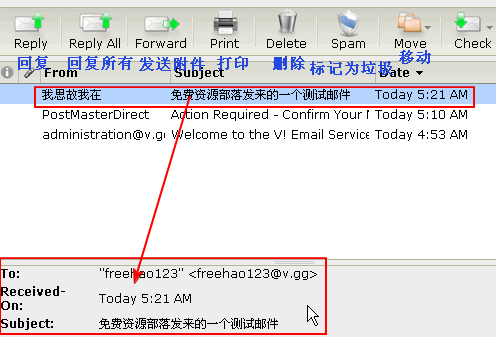 Reply Reply All Forward Print Delete Spam Move Check
回复 回复所有 发送附件 打印 删除 标记为垃圾 移动
From Subject Date
我思故我在 免费资源部落发来的一个测试邮件 Today 5:21 AM
PostMasterDirect Action Required - Confirm Your M Today 5:10 AM
administration@v.gg Welcome to the V! Email Service Today 4:53 AM
To: "freehao123" <freehao123@v.gg>
Received-On: Today 5:21 AM
Subject: 免费资源部落发来的一个测试邮件